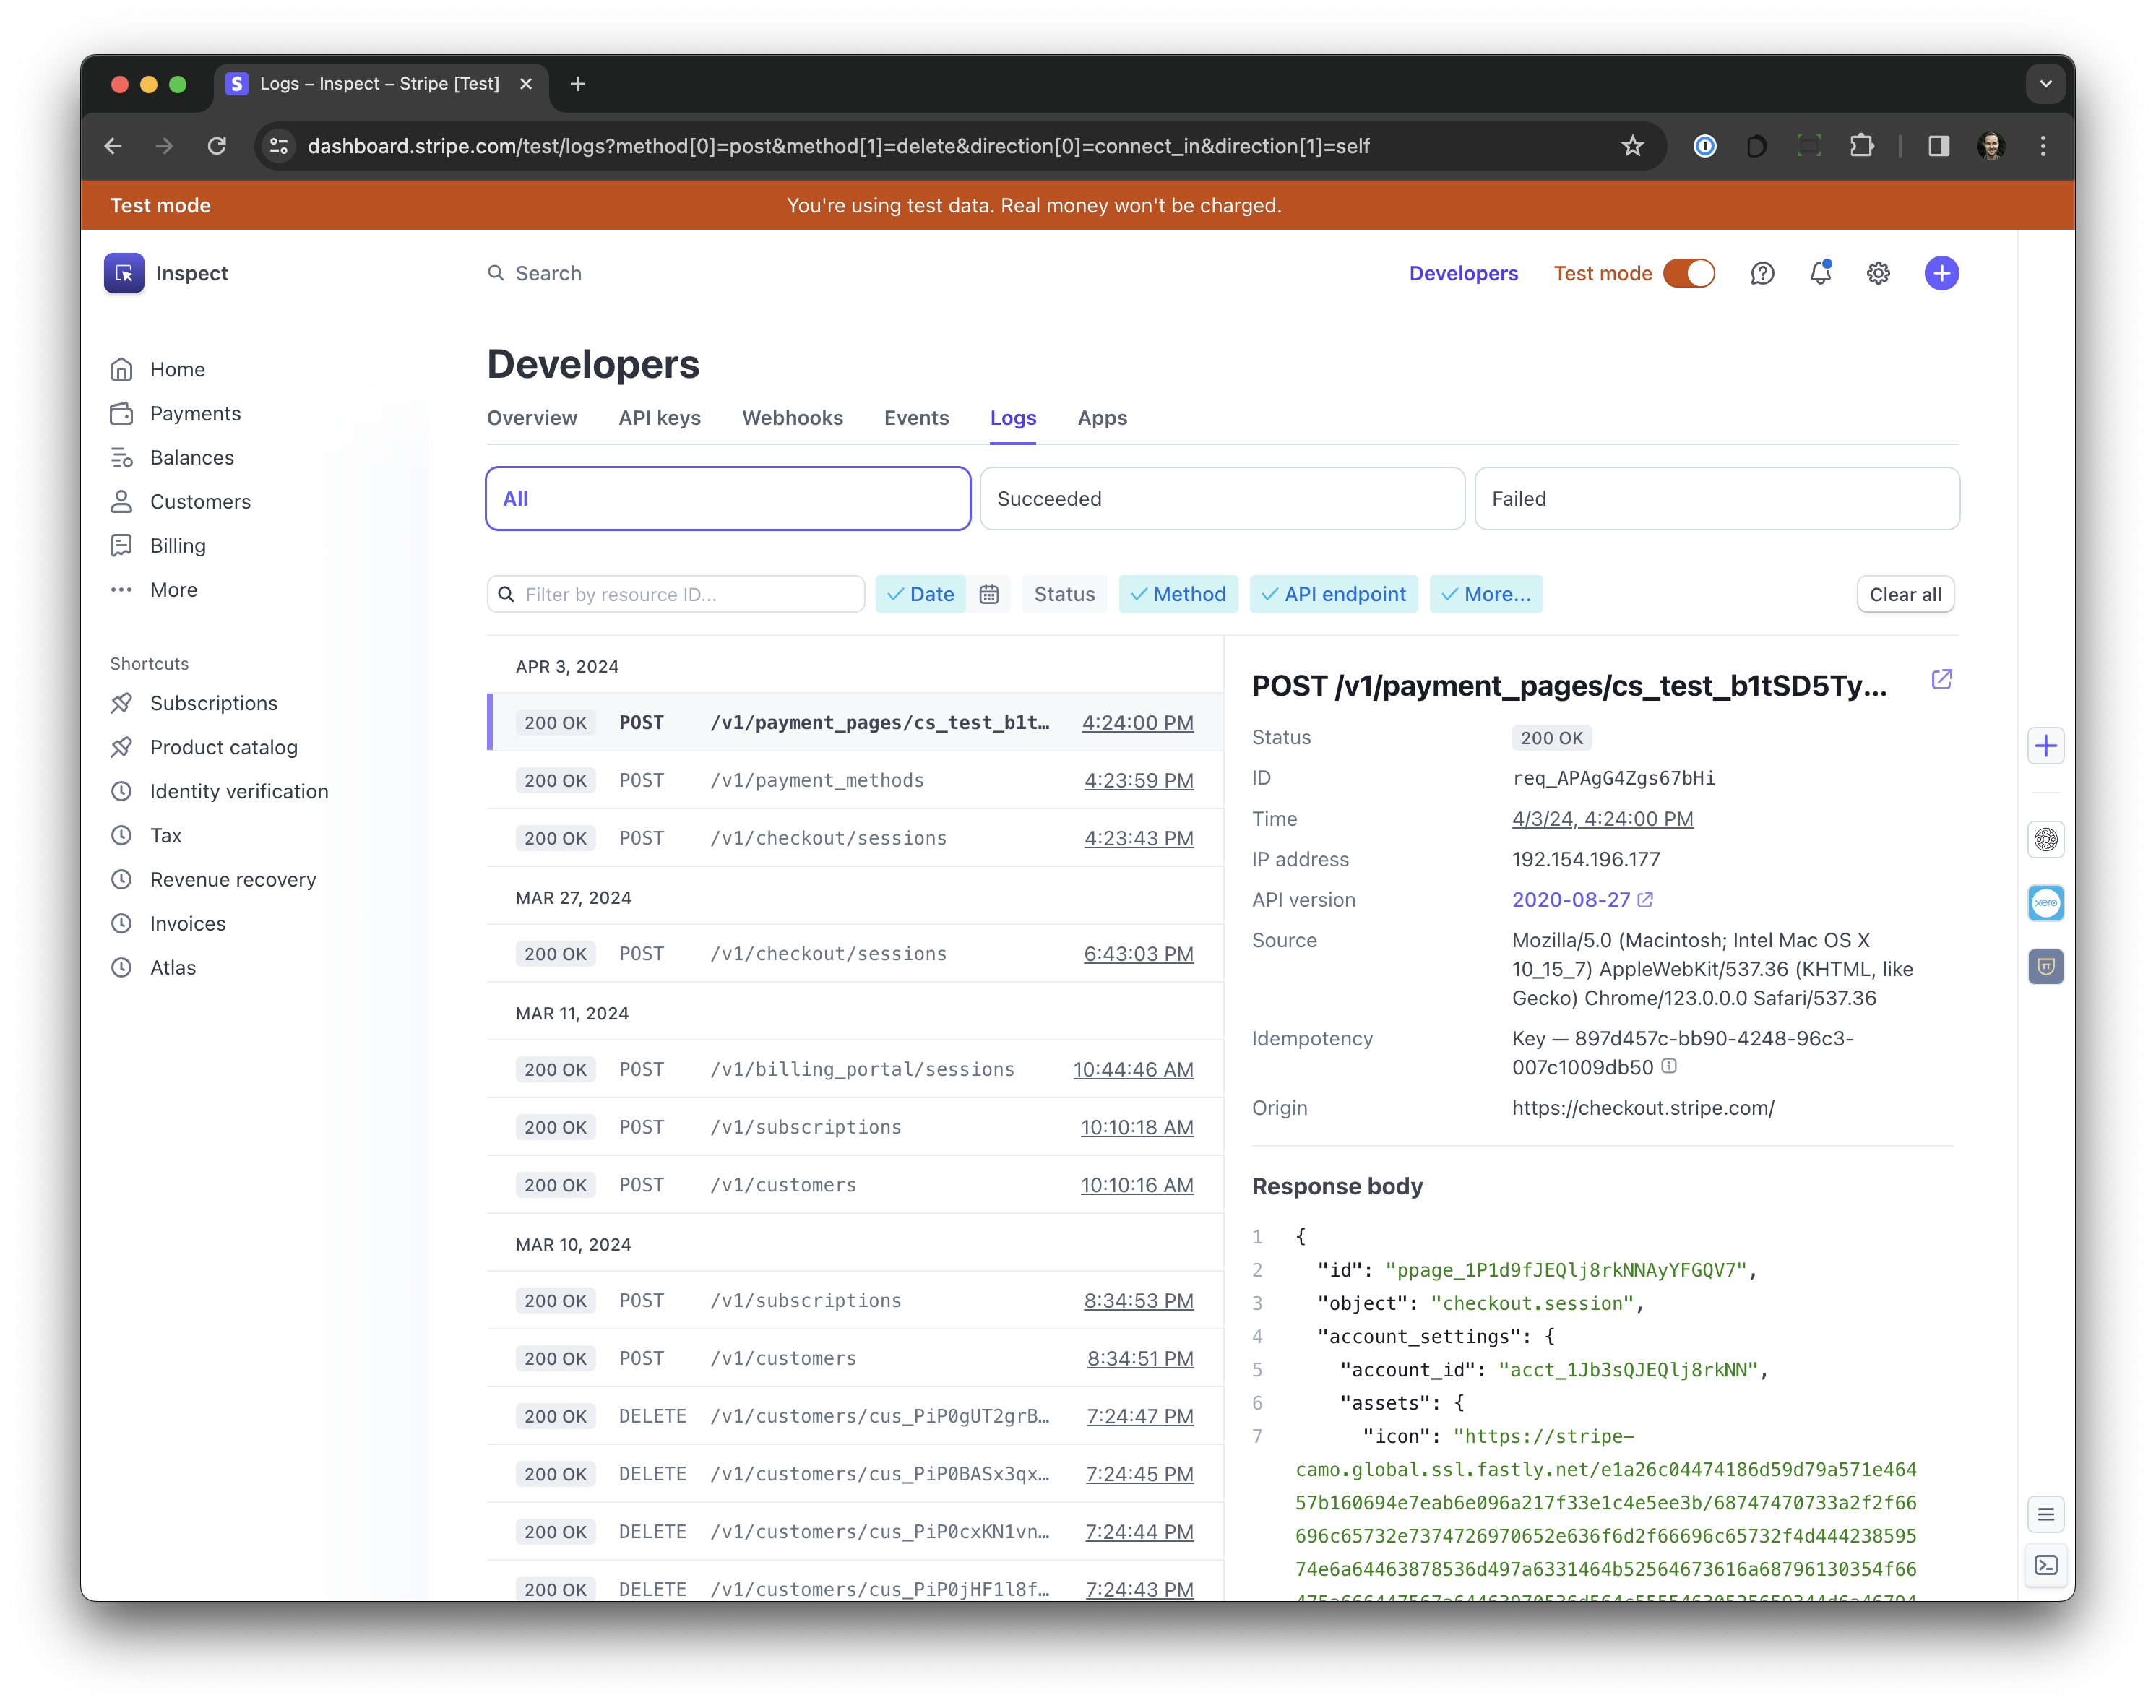 Logs – Inspect – Stripe [Test]
dashboard.stripe.com/test/logs?method[0]=post&method[1]=delete&direction[0]=connect_in&direction[1]=self
Test mode
You're using test data. Real money won't be charged.
Inspect
Search
Developers
Test mode
Home
Payments
Balances
Customers
Billing
More
Shortcuts
Subscriptions
Product catalog
Identity verification
Tax
Revenue recovery
Invoices
Atlas
Developers
Overview API keys Webhooks Events Logs Apps
All
Succeeded
Failed
Filter by resource ID...
Date
Status
Method
API endpoint
More...
Clear all
APR 3, 2024
200 OK POST /v1/payment_pages/cs_test_b1t… 4:24:00 PM
200 OK POST /v1/payment_methods 4:23:59 PM
200 OK POST /v1/checkout/sessions 4:23:43 PM
MAR 27, 2024
200 OK POST /v1/checkout/sessions 6:43:03 PM
MAR 11, 2024
200 OK POST /v1/billing_portal/sessions 10:44:46 AM
200 OK POST /v1/subscriptions 10:10:18 AM
200 OK POST /v1/customers 10:10:16 AM
MAR 10, 2024
200 OK POST /v1/subscriptions 8:34:53 PM
200 OK POST /v1/customers 8:34:51 PM
200 OK DELETE /v1/customers/cus_PiP0gUT2grB… 7:24:47 PM
200 OK DELETE /v1/customers/cus_PiP0BASx3qx… 7:24:45 PM
200 OK DELETE /v1/customers/cus_PiP0cxKN1vn… 7:24:44 PM
200 OK DELETE /v1/customers/cus_PiP0jHF1l8f… 7:24:43 PM
POST /v1/payment_pages/cs_test_b1tSD5Ty...
Status 200 OK
ID req_APAgG4Zgs67bHi
Time 4/3/24, 4:24:00 PM
IP address 192.154.196.177
API version 2020-08-27
Source Mozilla/5.0 (Macintosh; Intel Mac OS X
10_15_7) AppleWebKit/537.36 (KHTML, like
Gecko) Chrome/123.0.0.0 Safari/537.36
Idempotency Key — 897d457c-bb90-4248-96c3-
007c1009db50
Origin https://checkout.stripe.com/
Response body
1 {
2 "id": "ppage_1P1d9fJEQlj8rkNNAyYFGQV7",
3 "object": "checkout.session",
4 "account_settings": {
5 "account_id": "acct_1Jb3sQJEQlj8rkNN",
6 "assets": {
7 "icon": "https://stripe-
camo.global.ssl.fastly.net/e1a26c04474186d59d79a571e464
57b160694e7eab6e096a217f33e1c4e5ee3b/68747470733a2f2f66
696c65732e7374726970652e636f6d2f66696c65732f4d444238595
74e6a64463878536d497a6331464b52564673616a68796130354f66
xero